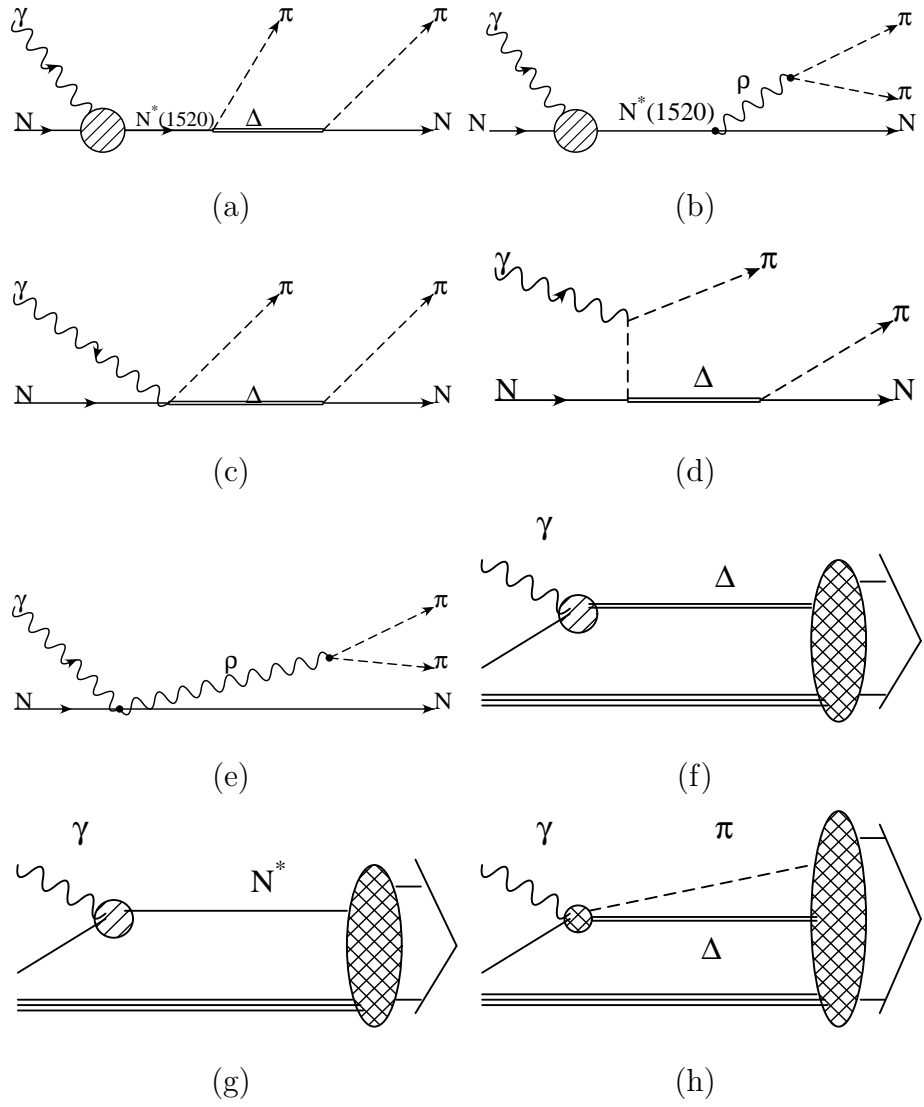 γ π π
N N*(1520) Δ N
(a)
γ π
ρ π
N N*(1520) N
(b)
γ π π
N Δ N
(c)
γ π
π
N Δ N
(d)
γ π
ρ π
N N
(e)
γ
Δ
(f)
γ
N*
(g)
γ π
Δ
(h)